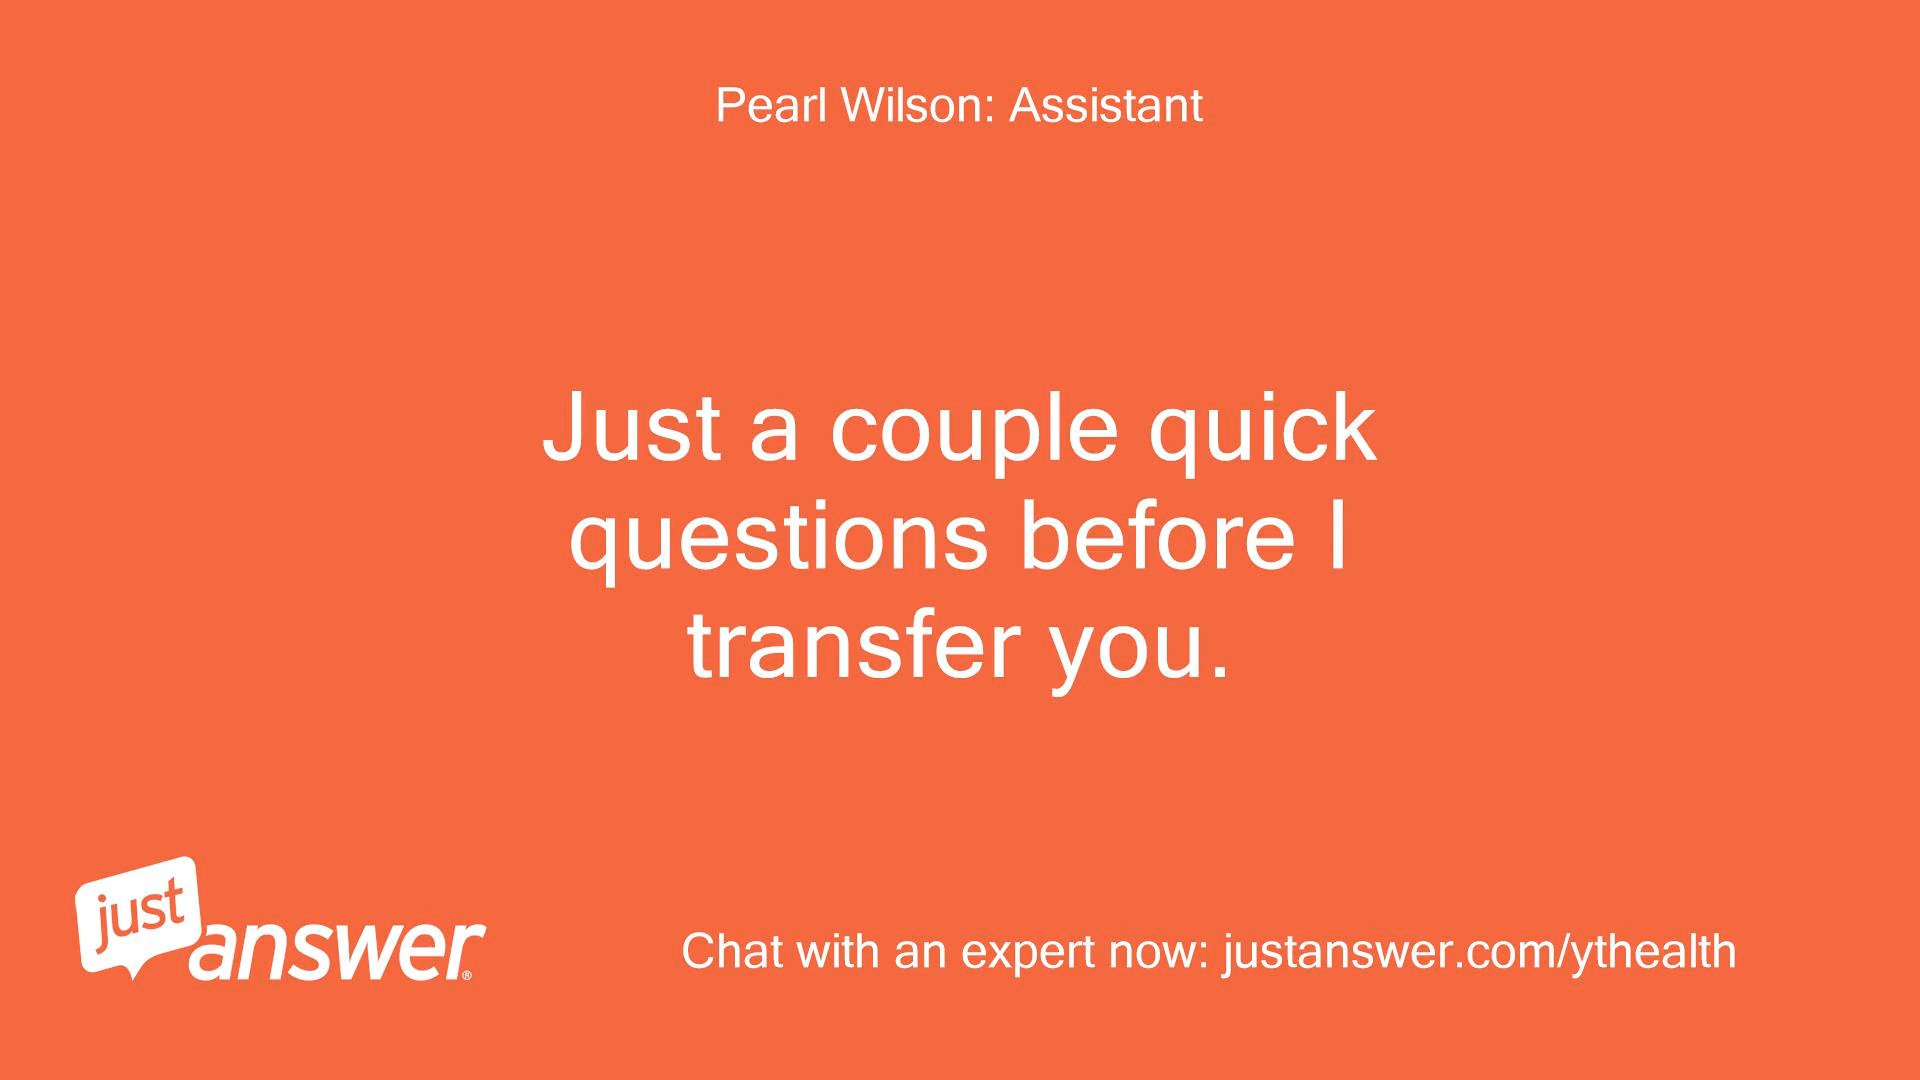 Pearl Wilson: Assistant
Just a couple quick
questions before I
transfer you.
just
answer®
Chat with an expert now: justanswer.com/ythealth